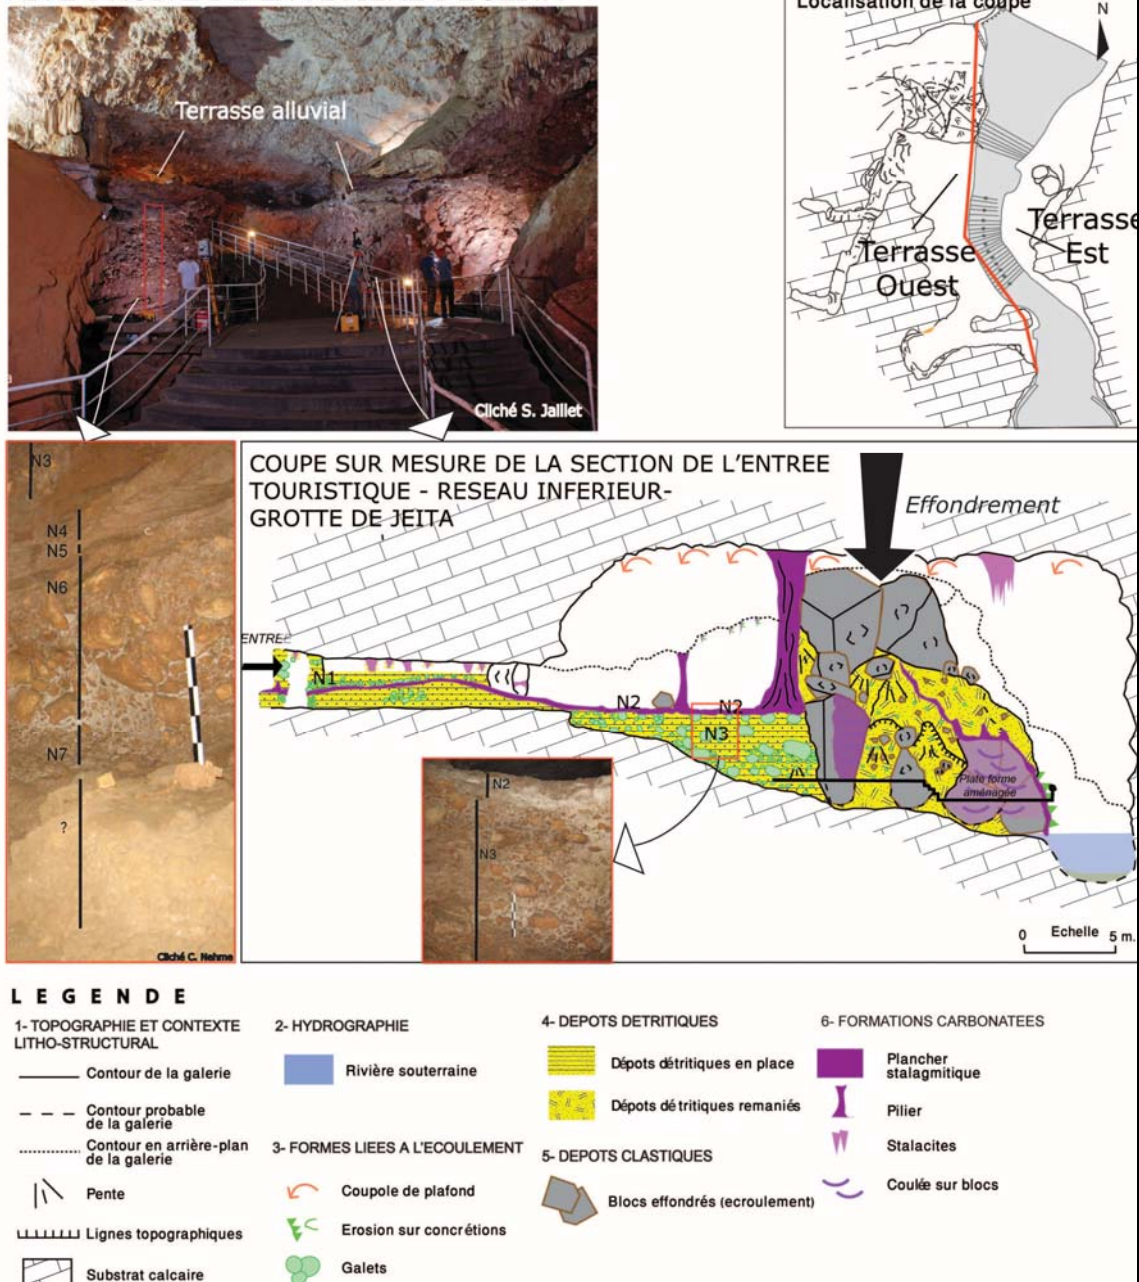 Terrasse alluvial
Cliché S. Jaillet
Localisation de la coupe
N
Terrasse
Est
Terrasse
Ouest
N3
N4
N5
N6
N7
?
Cliché C. Nehme
COUPE SUR MESURE DE LA SECTION DE L'ENTREE
TOURISTIQUE - RESEAU INFERIEUR-
GROTTE DE JEITA
Effondrement
ENTREE
N1
N2
N2
N3
Plate forme
aménagée
N2
N3
0 Echelle 5 m.
LEGENDE
1- TOPOGRAPHIE ET CONTEXTE
LITHO-STRUCTURAL
Contour de la galerie
Contour probable
de la galerie
Contour en arrière-plan
de la galerie
Pente
Lignes topographiques
Substrat calcaire
2- HYDROGRAPHIE
Rivière souterraine
3- FORMES LIEES A L'ECOULEMENT
Coupole de plafond
Erosion sur concrétions
Galets
4- DEPOTS DETRITIQUES
Dépots détritiques en place
Dépots dé tritiques remaniés
5- DEPOTS CLASTIQUES
Blocs effondrés (ecroulement)
6- FORMATIONS CARBONATEES
Plancher
stalagmitique
Pilier
Stalacites
Coulée sur blocs